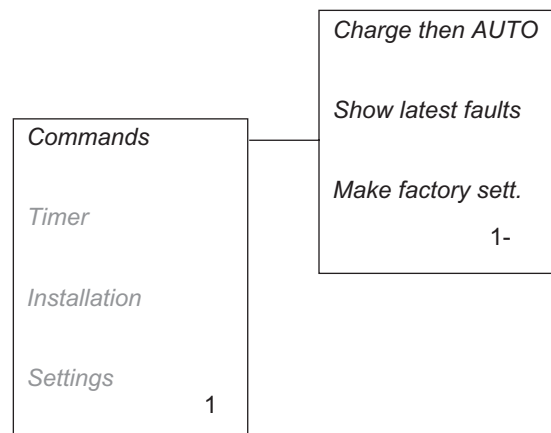 Commands
Timer
Installation
Settings
1
Charge then AUTO
Show latest faults
Make factory sett.
1-